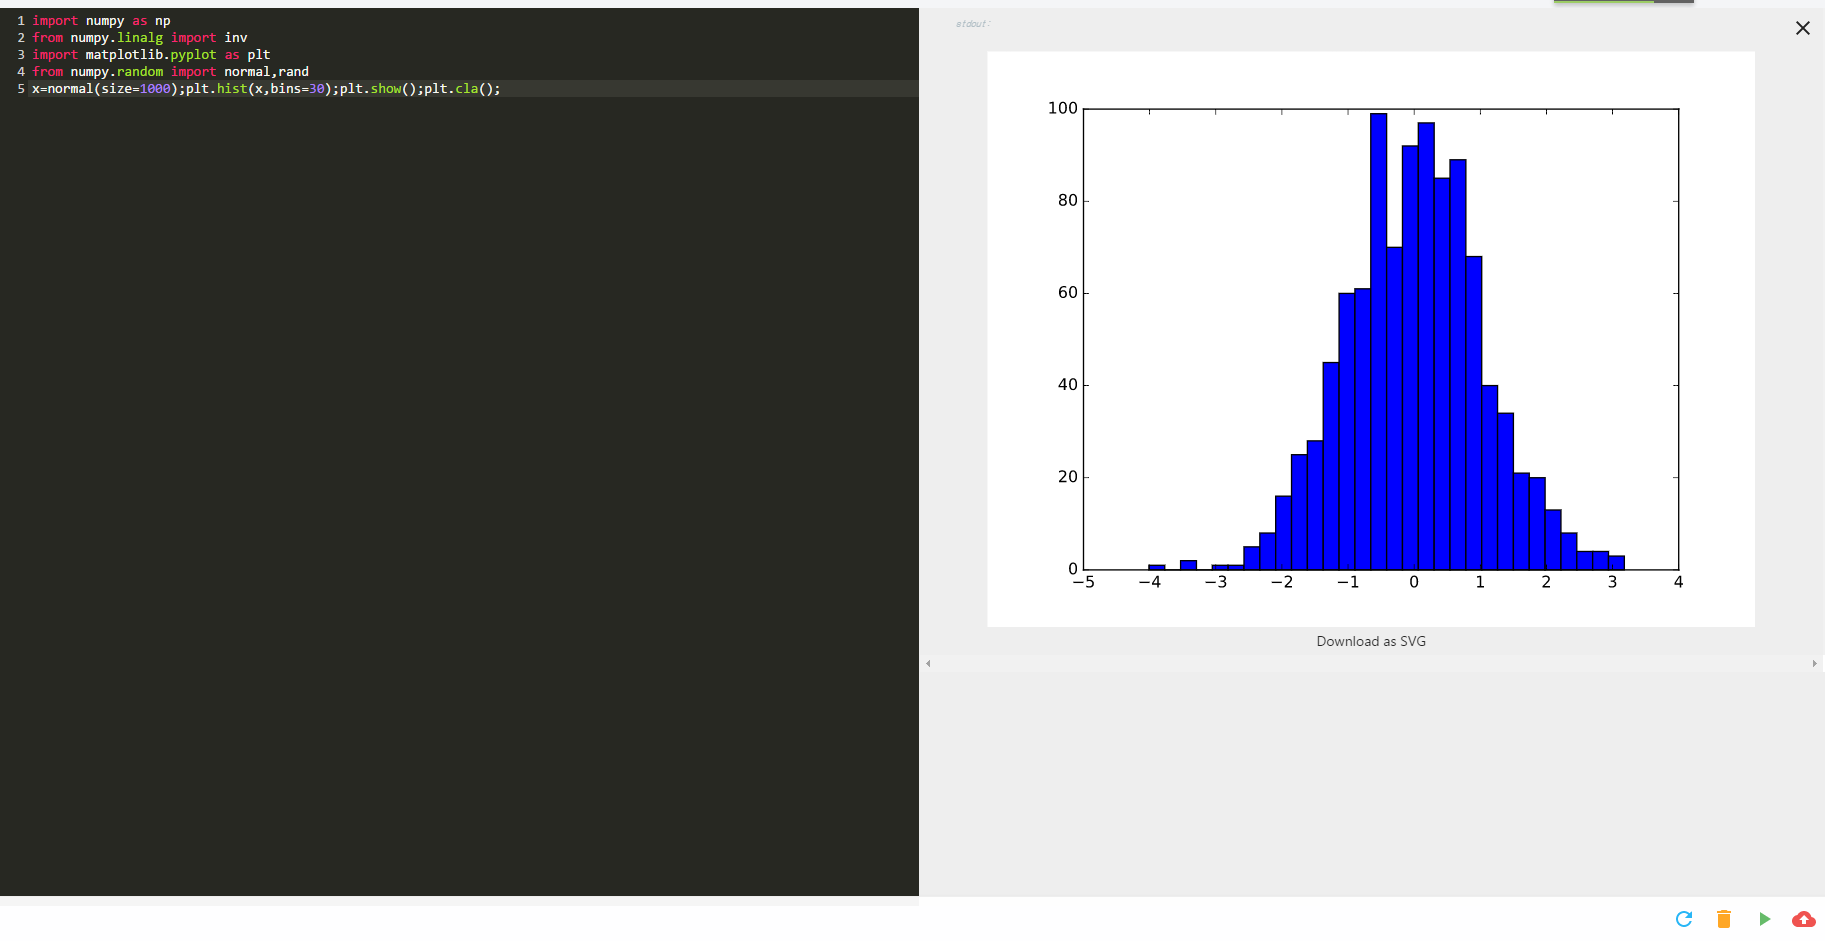 1 import numpy as np
2 from numpy.linalg import inv
3 import matplotlib.pyplot as plt
4 from numpy.random import normal,rand
5 x=normal(size=1000);plt.hist(x,bins=30);plt.show();plt.cla();
stdout:
100
80
60
40
20
0
−5 −4 −3 −2 −1 0 1 2 3 4
Download as SVG